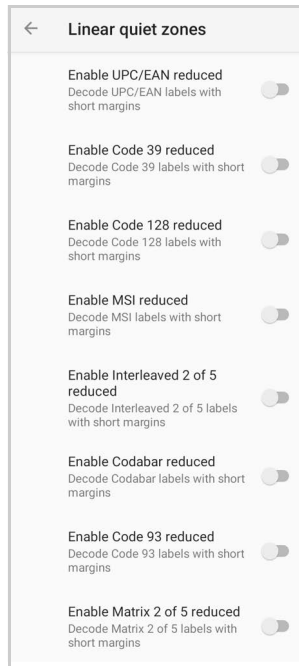 Linear quiet zones
Enable UPC/EAN reduced
Decode UPC/EAN labels with
short margins
Enable Code 39 reduced
Decode Code 39 labels with short
margins
Enable Code 128 reduced
Decode Code 128 labels with
short margins
Enable MSI reduced
Decode MSI labels with short
margins
Enable Interleaved 2 of 5
reduced
Decode Interleaved 2 of 5 labels
with short margins
Enable Codabar reduced
Decode Codabar labels with short
margins
Enable Code 93 reduced
Decode Code 93 labels with short
margins
Enable Matrix 2 of 5 reduced
Decode Matrix 2 of 5 labels with
short margins